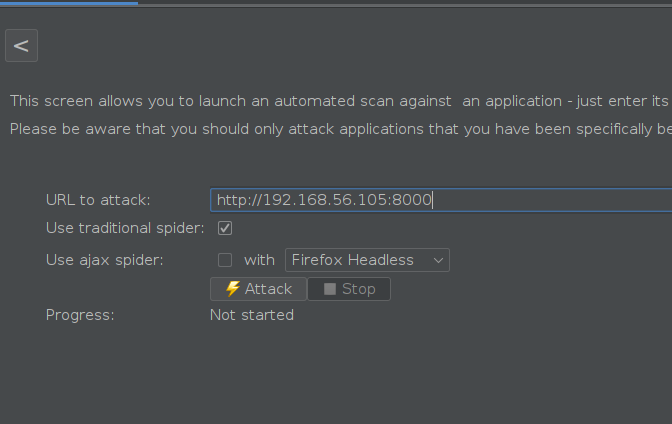 <
This screen allows you to launch an automated scan against  an application - just enter its
Please be aware that you should only attack applications that you have been specifically be
URL to attack: http://192.168.56.105:8000
Use traditional spider:
Use ajax spider: with Firefox Headless
Attack Stop
Progress: Not started